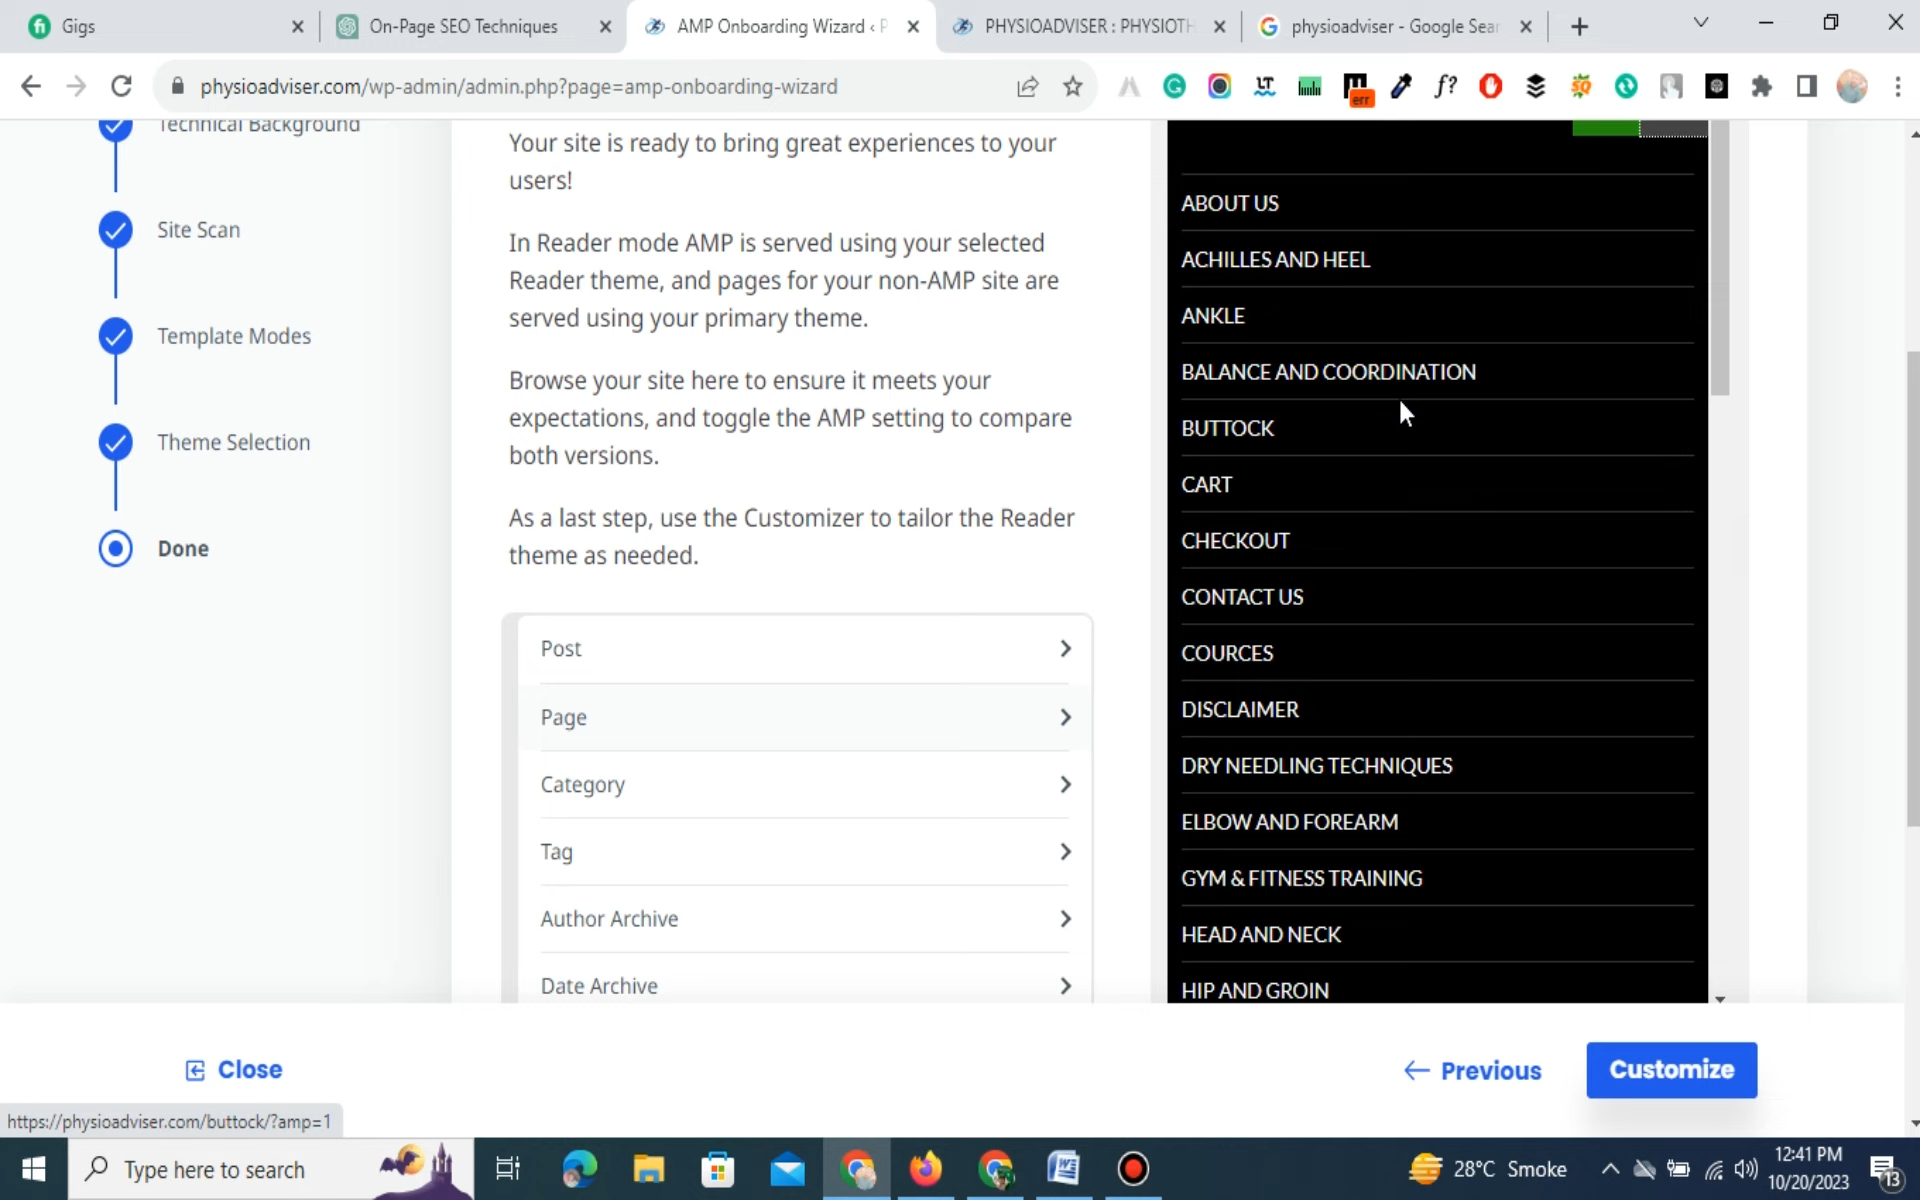 Gigs
On-Page SEO Techniques
AMP Onboarding Wizard ‹ P
PHYSIOADVISER : PHYSIOTH
physioadviser - Google Sear
physioadviser.com/wp-admin/admin.php?page=amp-onboarding-wizard
LT
err
f?
Technical Background
Site Scan
Template Modes
Theme Selection
Done
Your site is ready to bring great experiences to your
users!
In Reader mode AMP is served using your selected
Reader theme, and pages for your non-AMP site are
served using your primary theme.
Browse your site here to ensure it meets your
expectations, and toggle the AMP setting to compare
both versions.
As a last step, use the Customizer to tailor the Reader
theme as needed.
Post
Page
Category
Tag
Author Archive
Date Archive
ABOUT US
ACHILLES AND HEEL
ANKLE
BALANCE AND COORDINATION
BUTTOCK
CART
CHECKOUT
CONTACT US
COURCES
DISCLAIMER
DRY NEEDLING TECHNIQUES
ELBOW AND FOREARM
GYM & FITNESS TRAINING
HEAD AND NECK
HIP AND GROIN
Close
Previous
Customize
https://physioadviser.com/buttock/?amp=1
Type here to search
28°C Smoke
12:41 PM
10/20/2023
13